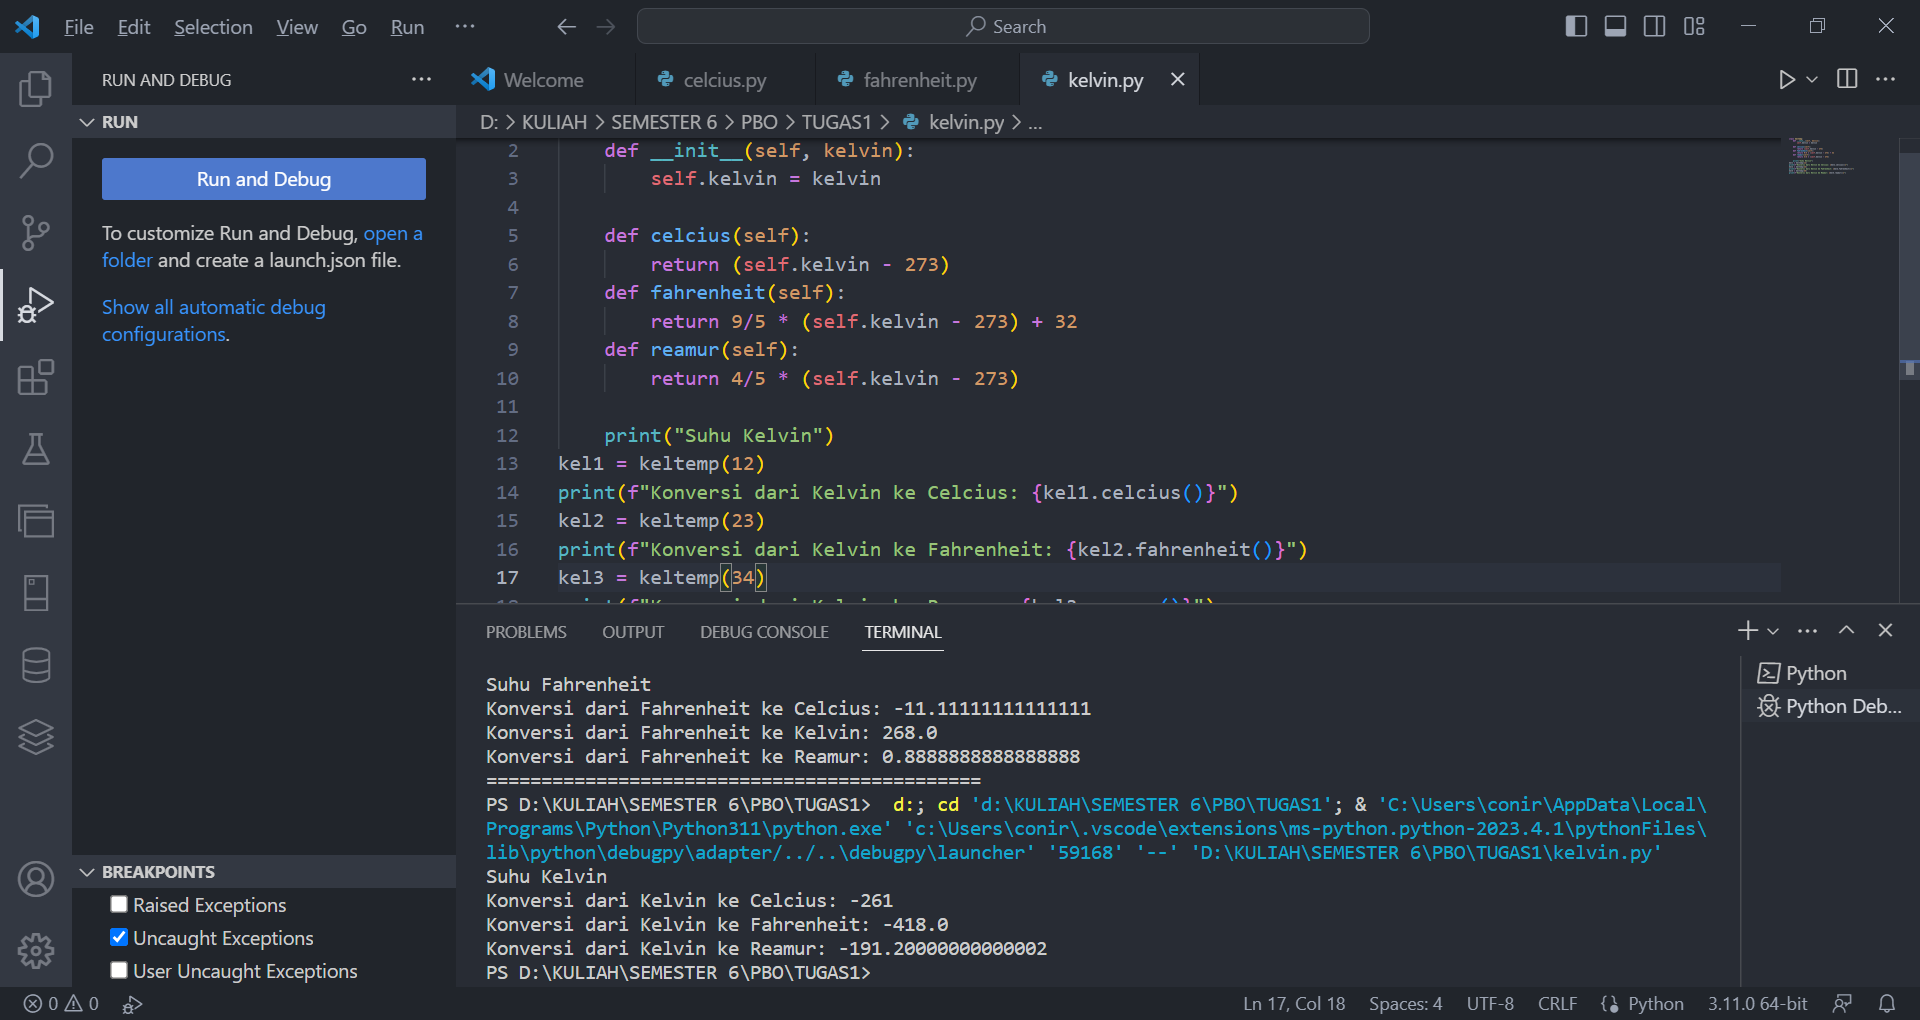 File Edit Selection View Go Run ··· Search
RUN AND DEBUG ···
Welcome celcius.py fahrenheit.py kelvin.py
RUN
D: > KULIAH > SEMESTER 6 > PBO > TUGAS1 > kelvin.py > ...
Run and Debug
To customize Run and Debug, open a
folder and create a launch.json file.
Show all automatic debug
configurations.
2 def __init__(self, kelvin):
3 self.kelvin = kelvin
4
5 def celcius(self):
6 return (self.kelvin - 273)
7 def fahrenheit(self):
8 return 9/5 * (self.kelvin - 273) + 32
9 def reamur(self):
10 return 4/5 * (self.kelvin - 273)
11
12 print("Suhu Kelvin")
13 kel1 = keltemp(12)
14 print(f"Konversi dari Kelvin ke Celcius: {kel1.celcius()}")
15 kel2 = keltemp(23)
16 print(f"Konversi dari Kelvin ke Fahrenheit: {kel2.fahrenheit()}")
17 kel3 = keltemp(34)
PROBLEMS OUTPUT DEBUG CONSOLE TERMINAL
Suhu Fahrenheit
Konversi dari Fahrenheit ke Celcius: -11.11111111111111
Konversi dari Fahrenheit ke Kelvin: 268.0
Konversi dari Fahrenheit ke Reamur: 0.8888888888888888
=============================================
PS D:\KULIAH\SEMESTER 6\PBO\TUGAS1>  d:; cd 'd:\KULIAH\SEMESTER 6\PBO\TUGAS1'; & 'C:\Users\conir\AppData\Local\
Programs\Python\Python311\python.exe' 'c:\Users\conir\.vscode\extensions\ms-python.python-2023.4.1\pythonFiles\
lib\python\debugpy\adapter/../..\debugpy\launcher' '59168' '--' 'D:\KULIAH\SEMESTER 6\PBO\TUGAS1\kelvin.py'
Suhu Kelvin
Konversi dari Kelvin ke Celcius: -261
Konversi dari Kelvin ke Fahrenheit: -418.0
Konversi dari Kelvin ke Reamur: -191.20000000000002
PS D:\KULIAH\SEMESTER 6\PBO\TUGAS1>
Python
Python Deb...
BREAKPOINTS
Raised Exceptions
Uncaught Exceptions
User Uncaught Exceptions
0 0 Ln 17, Col 18 Spaces: 4 UTF-8 CRLF Python 3.11.0 64-bit